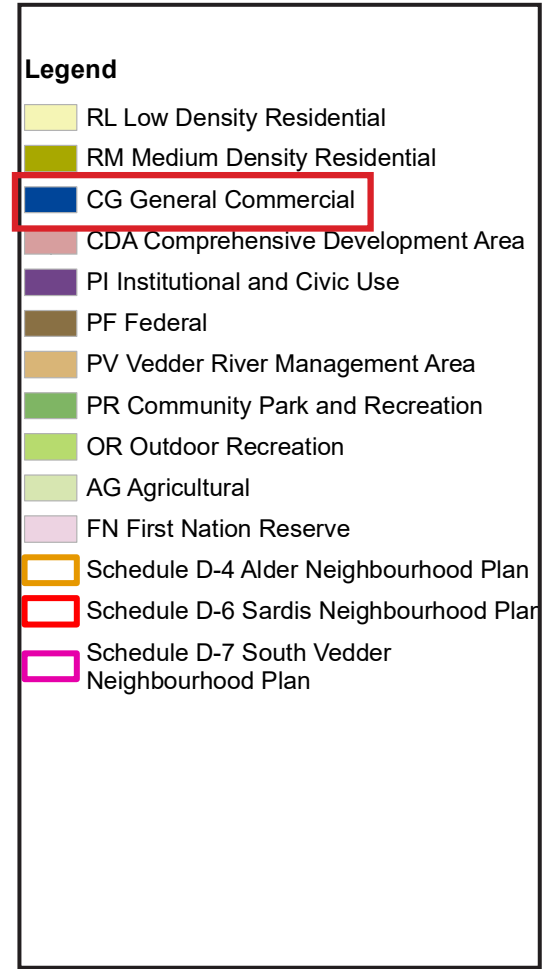 Legend
RL Low Density Residential
RM Medium Density Residential
CG General Commercial
CDA Comprehensive Development Area
PI Institutional and Civic Use
PF Federal
PV Vedder River Management Area
PR Community Park and Recreation
OR Outdoor Recreation
AG Agricultural
FN First Nation Reserve
Schedule D-4 Alder Neighbourhood Plan
Schedule D-6 Sardis Neighbourhood Plan
Schedule D-7 South Vedder
Neighbourhood Plan